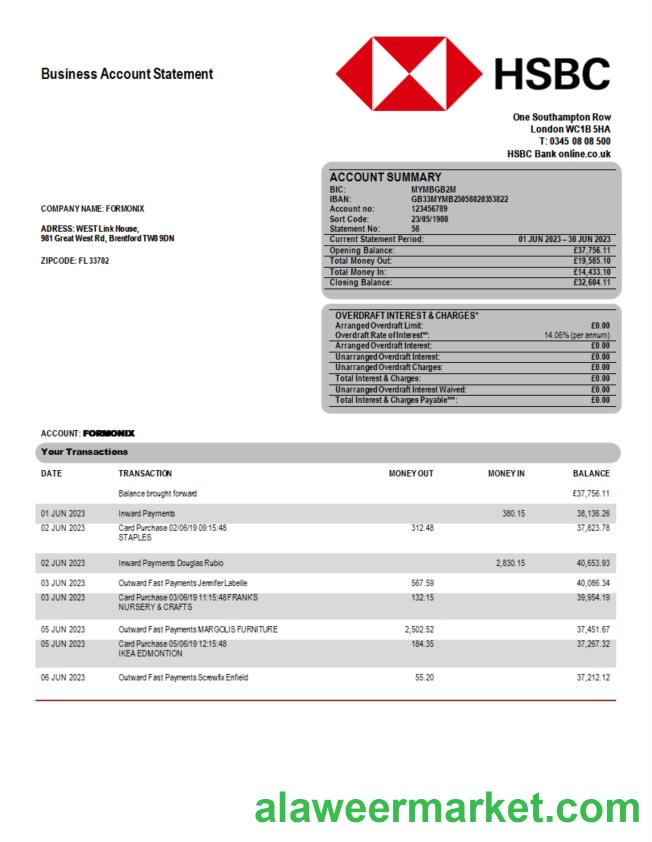 HSBC
Business Account Statement
One Southampton Row
London WC1B 5HA
T: 0345 08 08 500
HSBC Bank online.co.uk
ACCOUNT SUMMARY
BIC: MYMBGB2M
IBAN: GB33MYMB23058020353822
Account no: 123456789
Sort Code: 23/05/1980
Statement No: 58
Current Statement Period: 01 JUN 2023 – 30 JUN 2023
Opening Balance: £37,756.11
Total Money Out: £19,585.10
Total Money In: £14,433.10
Closing Balance: £32,604.11
COMPANY NAME: FORMONIX
ADRESS: WEST Link House,
981 Great West Rd, Brentford TW8 9DN
ZIPCODE: FL 33702
OVERDRAFT INTEREST & CHARGES*
Arranged Overdraft Limit: £0.00
Overdraft Rate of Interest**: 14.06% (per annum)
Arranged Overdraft Interest: £0.00
Unarranged Overdraft Interest: £0.00
Unarranged Overdraft Charges: £0.00
Total Interest & Charges: £0.00
Unarranged Overdraft Interest Waived: £0.00
Total Interest & Charges Payable***: £0.00
ACCOUNT: FORMONIX
Your Transactions
DATE TRANSACTION MONEY OUT MONEY IN BALANCE
Balance brought forward £37,756.11
01 JUN 2023 Inward Payments 380.15 38,136.26
02 JUN 2023 Card Purchase 02/06/19 09:15:48 312.48 37,823.78
STAPLES
02 JUN 2023 Inward Payments Douglas Rubio 2,830.15 40,653.93
03 JUN 2023 Outward Fast Payments Jennifer Labelle 567.59 40,086.34
03 JUN 2023 Card Purchase 03/06/19 11:15:48 FRANKS 132.15 39,954.19
NURSERY & CRAFTS
05 JUN 2023 Outward Fast Payments MARGOLIS FURNITURE 2,502.52 37,451.67
05 JUN 2023 Card Purchase 05/06/19 12:15:48 184.35 37,267.32
IKEA EDMONTION
06 JUN 2023 Outward Fast Payments Screwfix Enfield 55.20 37,212.12
alaweermarket.com